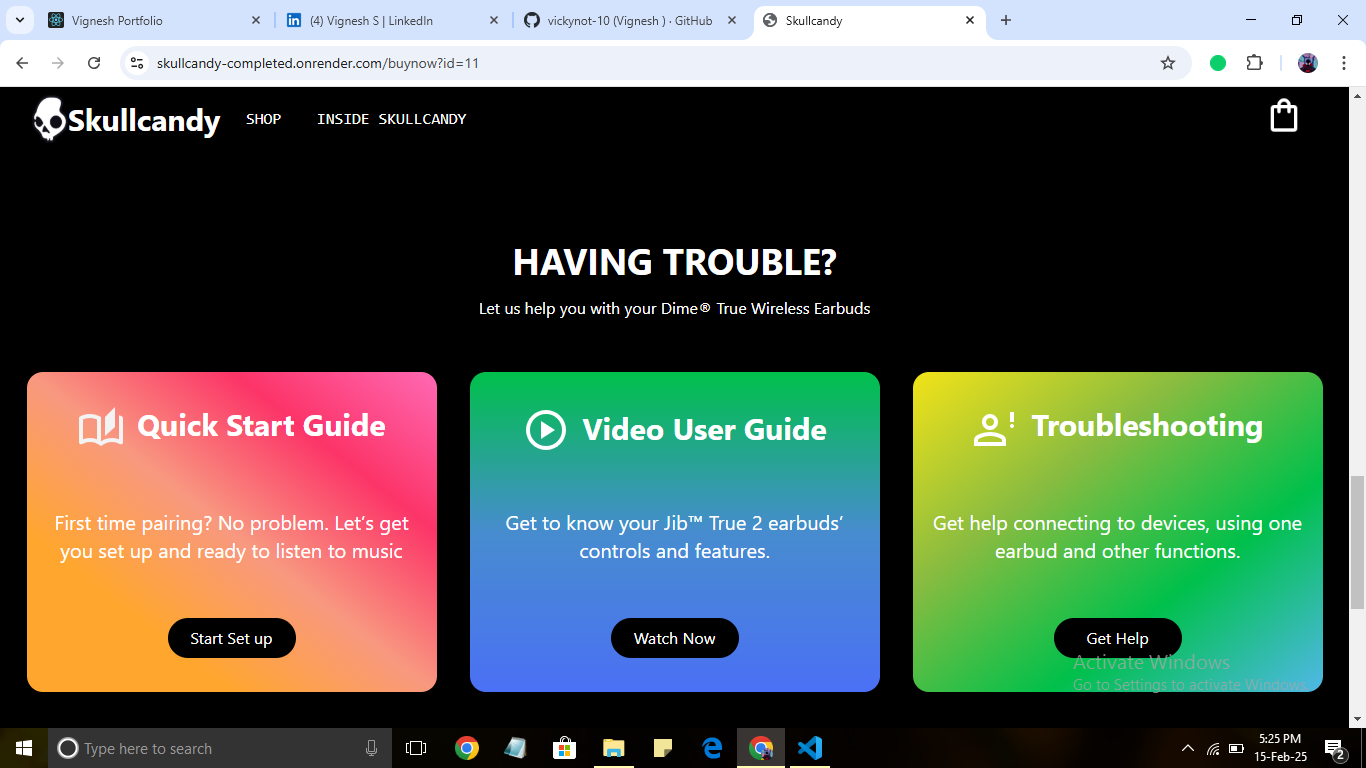 Vignesh Portfolio
(4) Vignesh S | LinkedIn
vickynot-10 (Vignesh ) · GitHub
Skullcandy
skullcandy-completed.onrender.com/buynow?id=11
Skullcandy
SHOP
INSIDE SKULLCANDY
HAVING TROUBLE?
Let us help you with your Dime® True Wireless Earbuds
Quick Start Guide
First time pairing? No problem. Let’s get
you set up and ready to listen to music
Start Set up
Video User Guide
Get to know your Jib™ True 2 earbuds’
controls and features.
Watch Now
Troubleshooting
Get help connecting to devices, using one
earbud and other functions.
Get Help
Activate Windows
Go to Settings to activate Windows.
Type here to search
5:25 PM
15-Feb-25
2